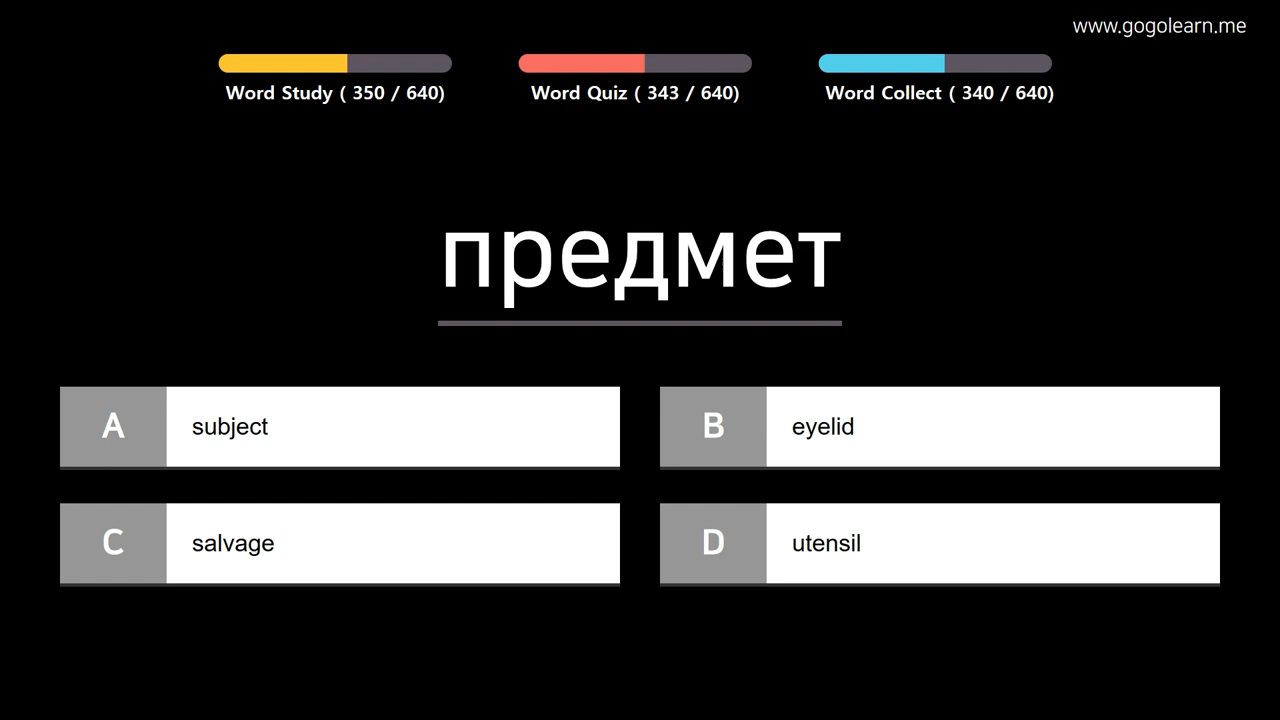 www.gogolearn.me
Word Study ( 350 / 640)
Word Quiz ( 343 / 640)
Word Collect ( 340 / 640)
предмет
A subject
B eyelid
C salvage
D utensil